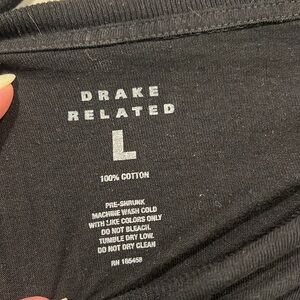 DRAKE
RELATED
L
100% COTTON
PRE-SHRUNK
MACHINE WASH COLD
WITH LIKE COLORS ONLY
DO NOT BLEACH.
TUMBLE DRY LOW.
DO NOT DRY CLEAN
RN 165458